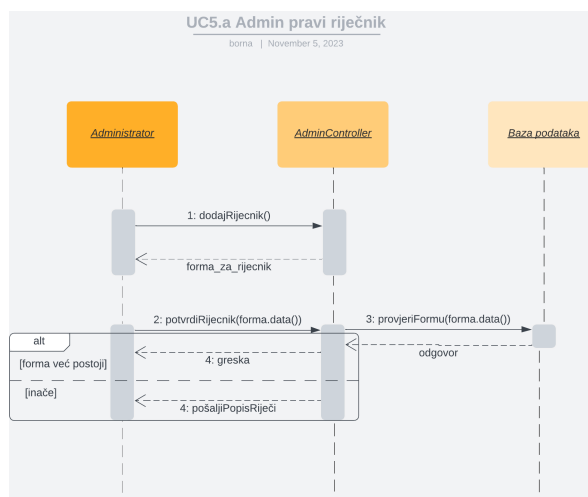 UC5.a Admin pravi riječnik
borna | November 5, 2023
Administrator
AdminController
Baza podataka
1: dodajRijecnik()
forma_za_rijecnik
2: potvrdiRijecnik(forma.data())
3: provjeriFormu(forma.data())
alt
odgovor
[forma već postoji]
4: greska
[inače]
4: pošaljiPopisRiječi